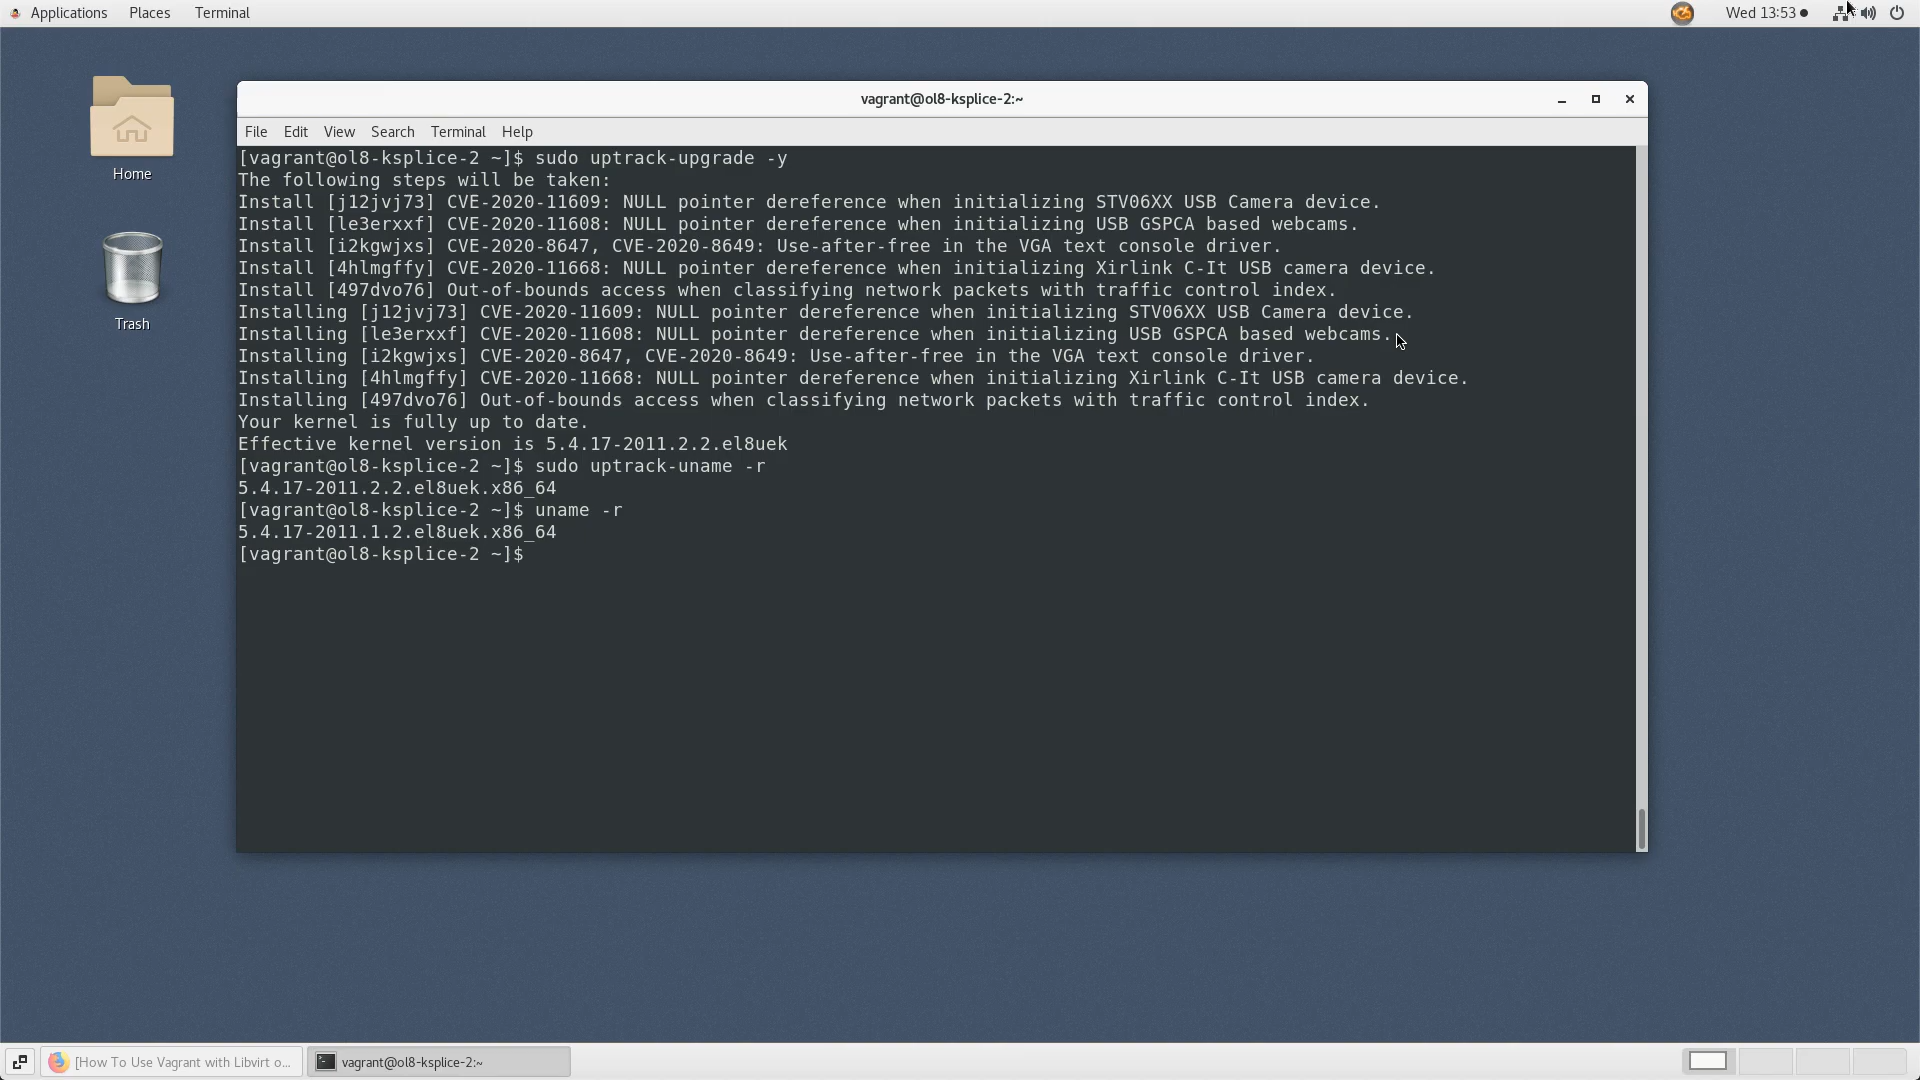 Applications Places Terminal
Wed 13:53
Home
Trash
vagrant@ol8-ksplice-2:~
File Edit View Search Terminal Help
[vagrant@ol8-ksplice-2 ~]$ sudo uptrack-upgrade -y
The following steps will be taken:
Install [j12jvj73] CVE-2020-11609: NULL pointer dereference when initializing STV06XX USB Camera device.
Install [le3erxxf] CVE-2020-11608: NULL pointer dereference when initializing USB GSPCA based webcams.
Install [i2kgwjxs] CVE-2020-8647, CVE-2020-8649: Use-after-free in the VGA text console driver.
Install [4hlmgffy] CVE-2020-11668: NULL pointer dereference when initializing Xirlink C-It USB camera device.
Install [497dvo76] Out-of-bounds access when classifying network packets with traffic control index.
Installing [j12jvj73] CVE-2020-11609: NULL pointer dereference when initializing STV06XX USB Camera device.
Installing [le3erxxf] CVE-2020-11608: NULL pointer dereference when initializing USB GSPCA based webcams.
Installing [i2kgwjxs] CVE-2020-8647, CVE-2020-8649: Use-after-free in the VGA text console driver.
Installing [4hlmgffy] CVE-2020-11668: NULL pointer dereference when initializing Xirlink C-It USB camera device.
Installing [497dvo76] Out-of-bounds access when classifying network packets with traffic control index.
Your kernel is fully up to date.
Effective kernel version is 5.4.17-2011.2.2.el8uek
[vagrant@ol8-ksplice-2 ~]$ sudo uptrack-uname -r
5.4.17-2011.2.2.el8uek.x86_64
[vagrant@ol8-ksplice-2 ~]$ uname -r
5.4.17-2011.1.2.el8uek.x86_64
[vagrant@ol8-ksplice-2 ~]$
[How To Use Vagrant with Libvirt o...
vagrant@ol8-ksplice-2:~